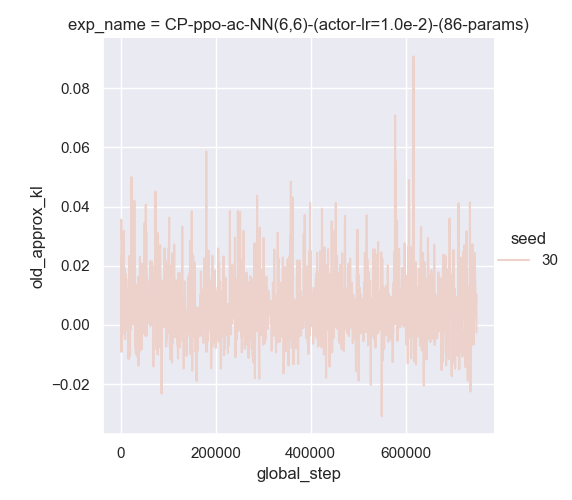 exp_name = CP-ppo-ac-NN(6,6)-(actor-lr=1.0e-2)-(86-params)
old_approx_kl
0.08
0.06
0.04
0.02
0.00
−0.02
0
200000
400000
600000
global_step
seed
30